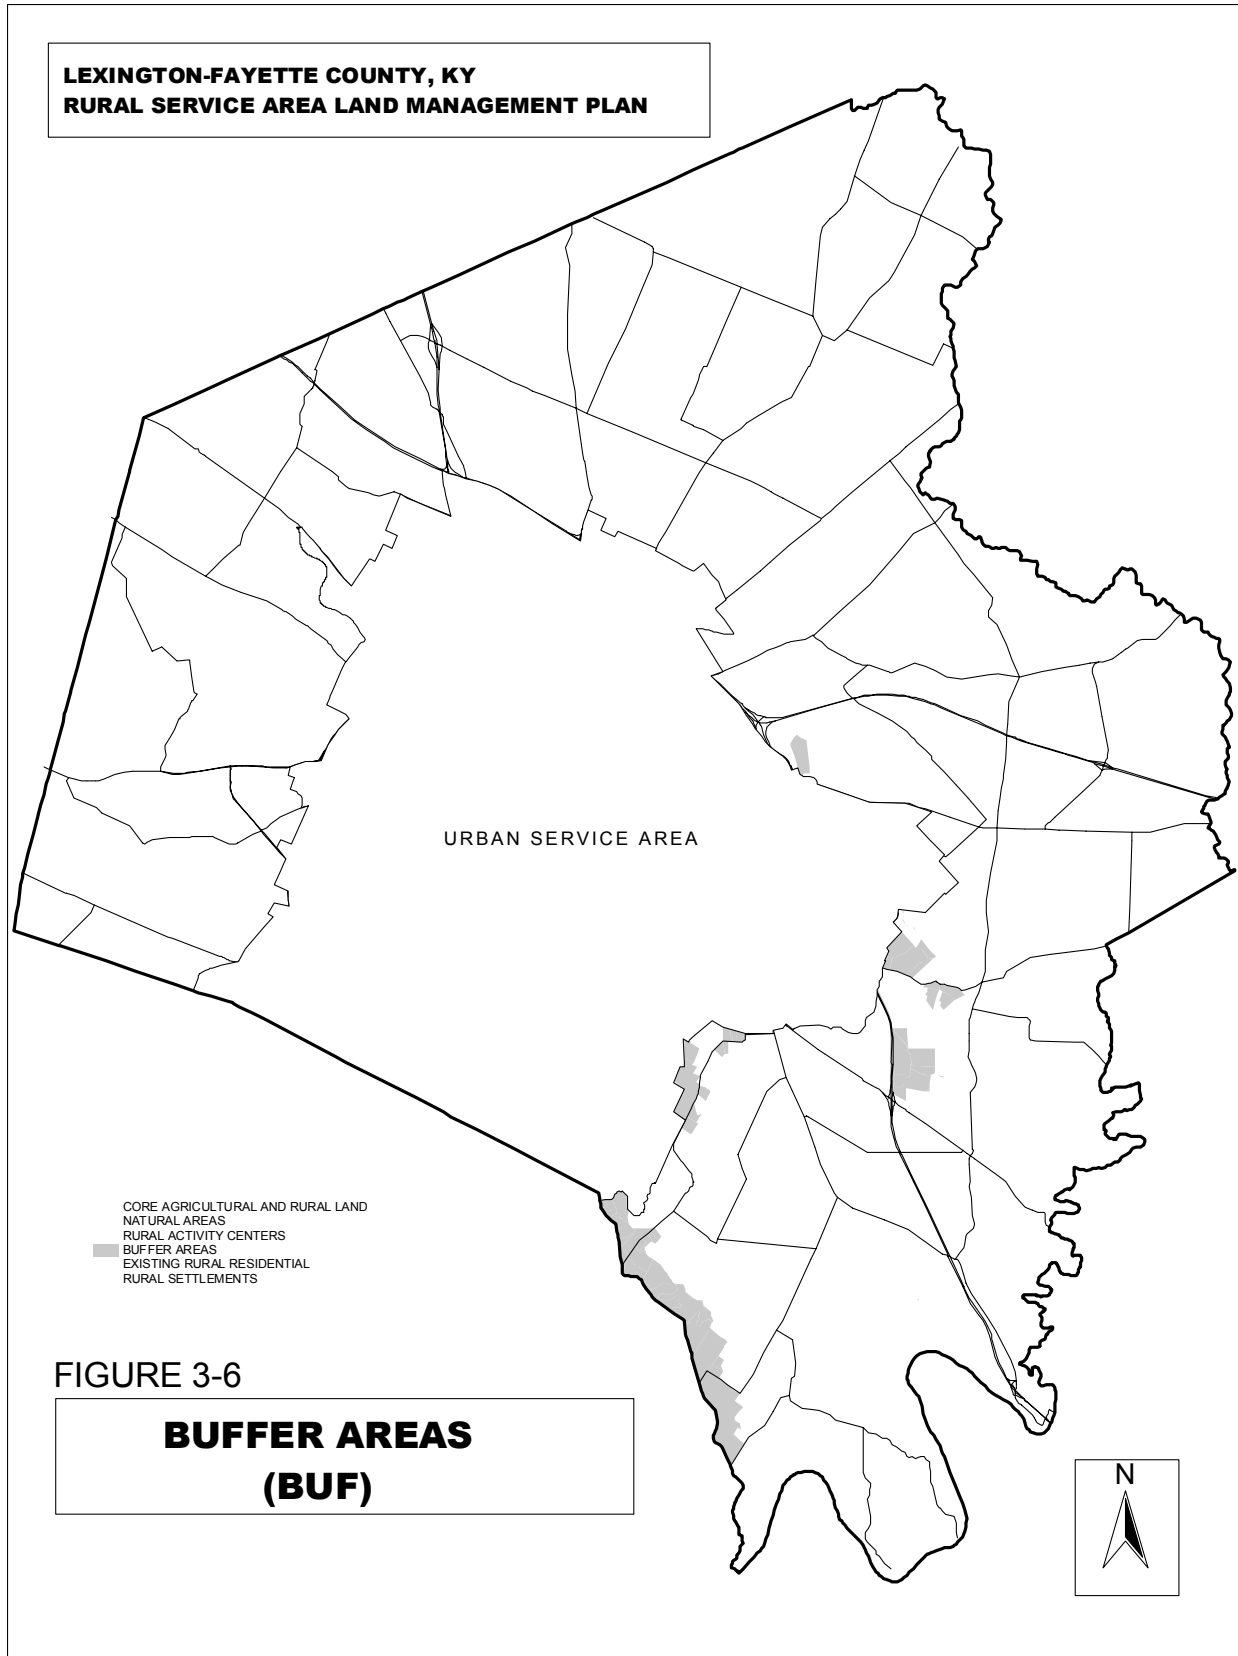 LEXINGTON-FAYETTE COUNTY, KY
RURAL SERVICE AREA LAND MANAGEMENT PLAN
URBAN SERVICE AREA
CORE AGRICULTURAL AND RURAL LAND
NATURAL AREAS
RURAL ACTIVITY CENTERS
BUFFER AREAS
EXISTING RURAL RESIDENTIAL
RURAL SETTLEMENTS
FIGURE 3-6
BUFFER AREAS
(BUF)
N